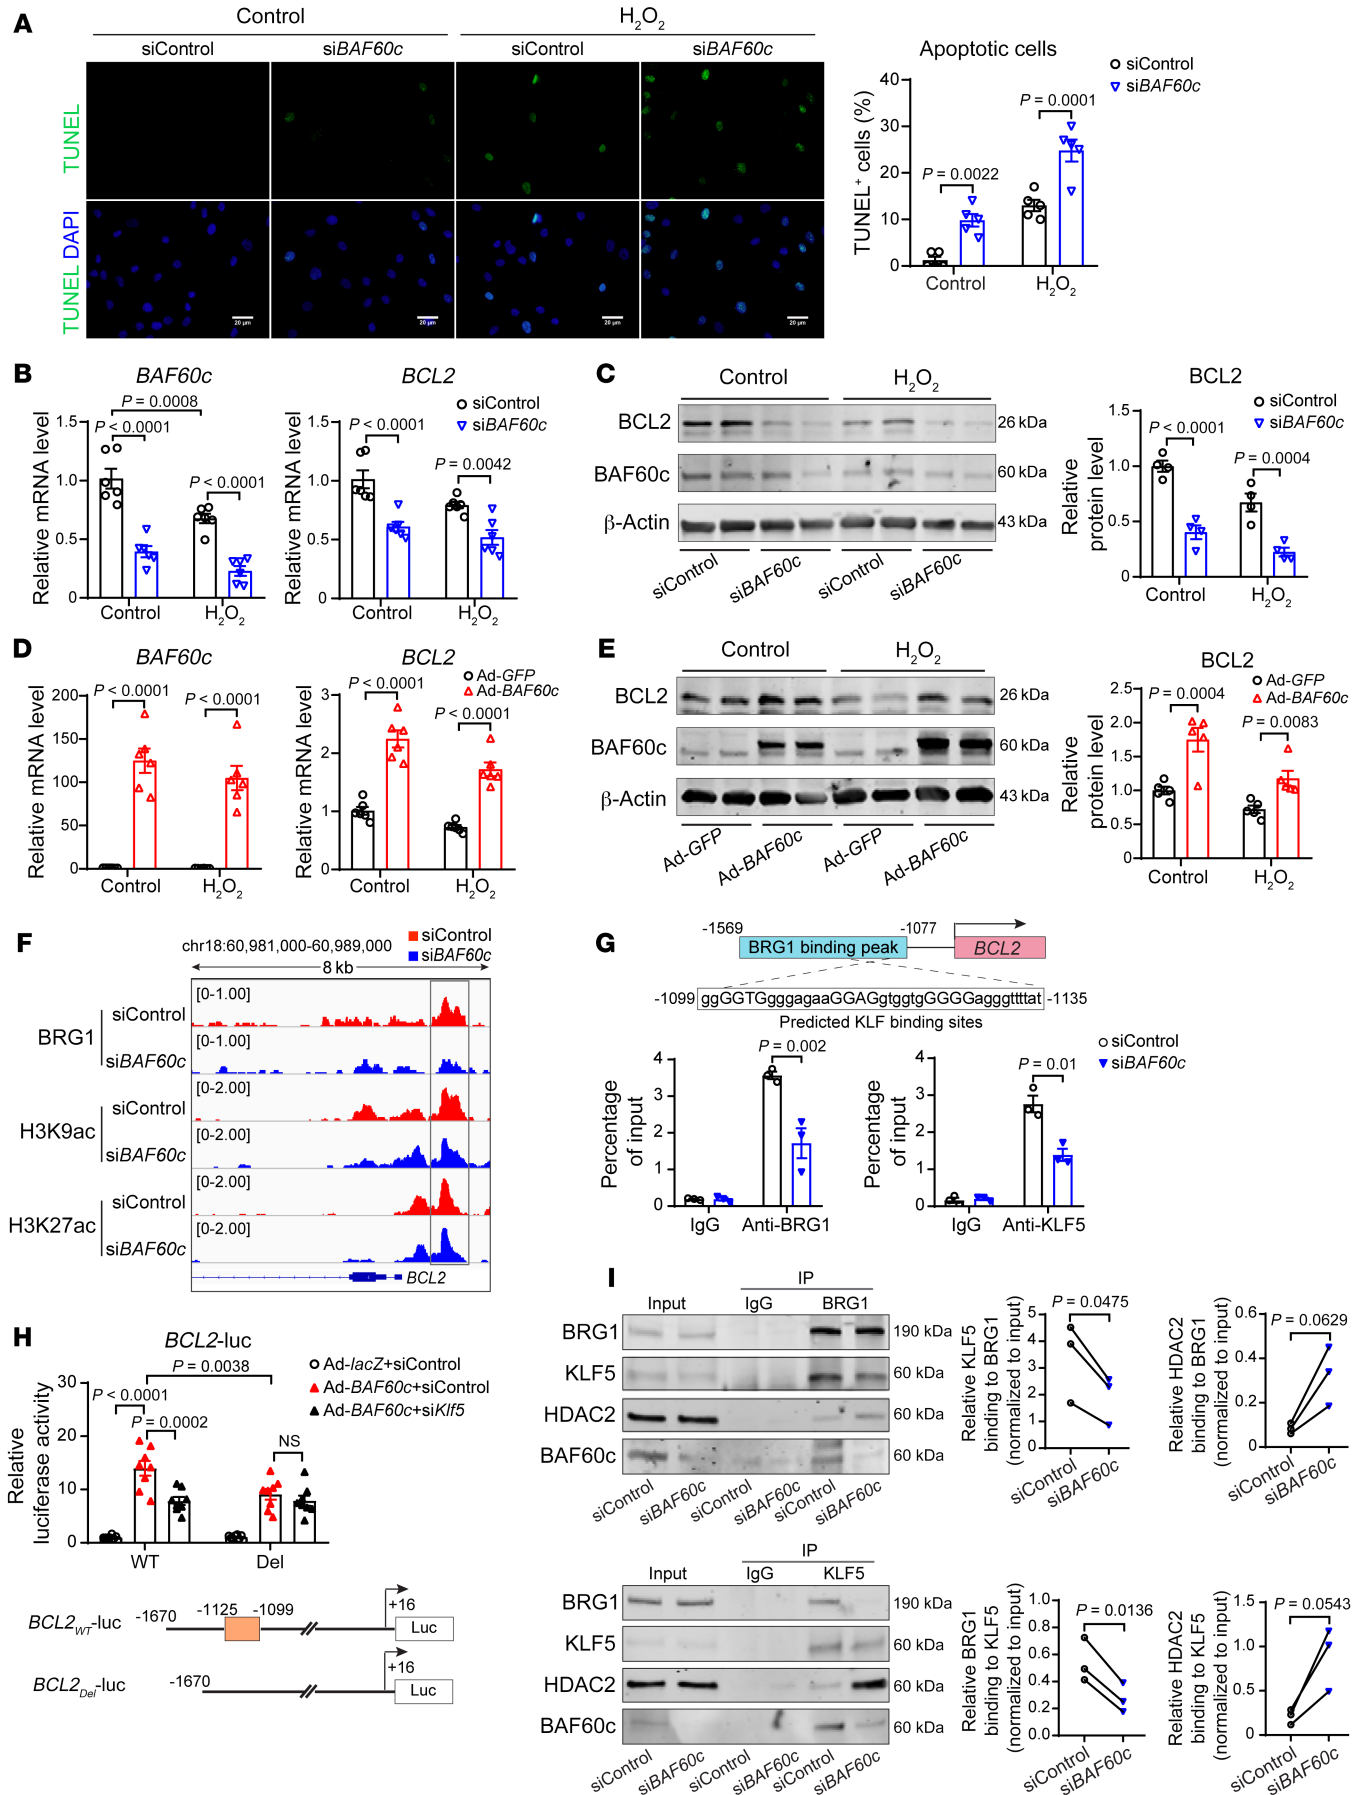 A
Control
H2O2
siControl
siBAF60c
siControl
siBAF60c
TUNEL
TUNEL DAPI
20 μm
20 μm
20 μm
20 μm
Apoptotic cells
siControl
siBAF60c
TUNEL+ cells (%)
40
30
20
10
0
P = 0.0022
P = 0.0001
Control
H2O2
B
BAF60c
P = 0.0008
P < 0.0001
P < 0.0001
Relative mRNA level
1.5
1.0
0.5
0
Control
H2O2
BCL2
siControl
siBAF60c
P < 0.0001
P = 0.0042
Relative mRNA level
1.5
1.0
0.5
0
Control
H2O2
C
Control
H2O2
BCL2
26 kDa
BAF60c
60 kDa
β-Actin
43 kDa
siControl
siBAF60c
siControl
siBAF60c
BCL2
siControl
siBAF60c
P < 0.0001
P = 0.0004
Relative
protein level
1.5
1.0
0.5
0
Control
H2O2
D
BAF60c
P < 0.0001
P < 0.0001
Relative mRNA level
200
150
100
50
0
Control
H2O2
BCL2
Ad-GFP
Ad-BAF60c
P < 0.0001
P < 0.0001
Relative mRNA level
3
2
1
0
Control
H2O2
E
Control
H2O2
BCL2
26 kDa
BAF60c
60 kDa
β-Actin
43 kDa
Ad-GFP
Ad-BAF60c
Ad-GFP
Ad-BAF60c
BCL2
Ad-GFP
Ad-BAF60c
P = 0.0004
P = 0.0083
Relative
protein level
2.5
2.0
1.5
1.0
0.5
0
Control
H2O2
F
chr18:60,981,000-60,989,000
siControl
siBAF60c
8 kb
BRG1
siControl
[0-1.00]
siBAF60c
[0-1.00]
H3K9ac
siControl
[0-2.00]
siBAF60c
[0-2.00]
H3K27ac
siControl
[0-2.00]
siBAF60c
[0-2.00]
BCL2
G
-1569
-1077
BRG1 binding peak
BCL2
-1099
ggGGTGgggagaaGGAGgtggtgGGGGagggttttat
-1135
Predicted KLF binding sites
siControl
siBAF60c
P = 0.002
Percentage
of input
4
3
2
1
0
IgG
Anti-BRG1
P = 0.01
Percentage
of input
4
3
2
1
0
IgG
Anti-KLF5
H
BCL2-luc
Ad-lacZ+siControl
Ad-BAF60c+siControl
Ad-BAF60c+siKlf5
P = 0.0038
P < 0.0001
P = 0.0002
NS
Relative
luciferase activity
30
20
10
0
WT
Del
BCL2WT-luc
-1670
-1125
-1099
+16
Luc
BCL2Del-luc
-1670
+16
Luc
I
IP
Input
IgG
BRG1
BRG1
190 kDa
KLF5
60 kDa
HDAC2
60 kDa
BAF60c
60 kDa
siControl
siBAF60c
siControl
siBAF60c
siControl
siBAF60c
Relative KLF5
binding to BRG1
(normalized to input)
P = 0.0475
5
4
3
2
1
0
siControl
siBAF60c
Relative HDAC2
binding to BRG1
(normalized to input)
P = 0.0629
0.6
0.4
0.2
0
siControl
siBAF60c
IP
Input
IgG
KLF5
BRG1
190 kDa
KLF5
60 kDa
HDAC2
60 kDa
BAF60c
60 kDa
siControl
siBAF60c
siControl
siBAF60c
siControl
siBAF60c
Relative BRG1
binding to KLF5
(normalized to input)
P = 0.0136
1.0
0.8
0.6
0.4
0.2
0.0
siControl
siBAF60c
Relative HDAC2
binding to KLF5
(normalized to input)
P = 0.0543
1.5
1.0
0.5
0
siControl
siBAF60c